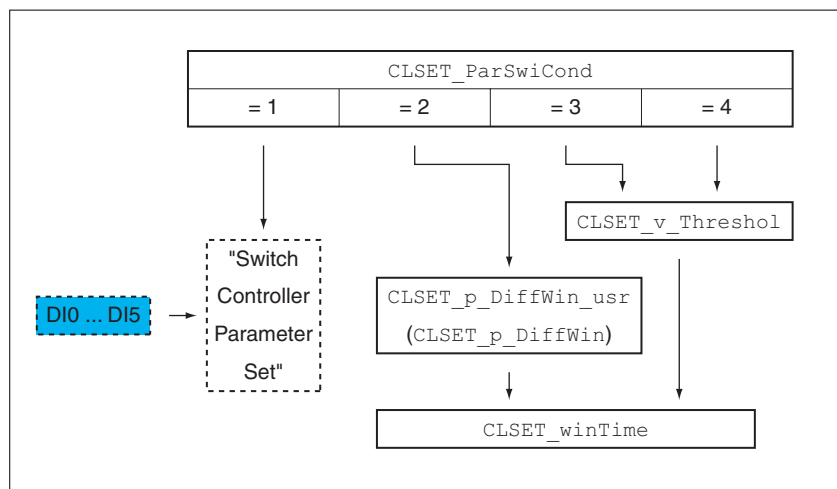 CLSET_ParSwiCond
= 1 = 2 = 3 = 4
CLSET_v_Threshol
"Switch
Controller
Parameter
Set"
DI0 ... DI5
CLSET_p_DiffWin_usr
(CLSET_p_DiffWin)
CLSET_winTime